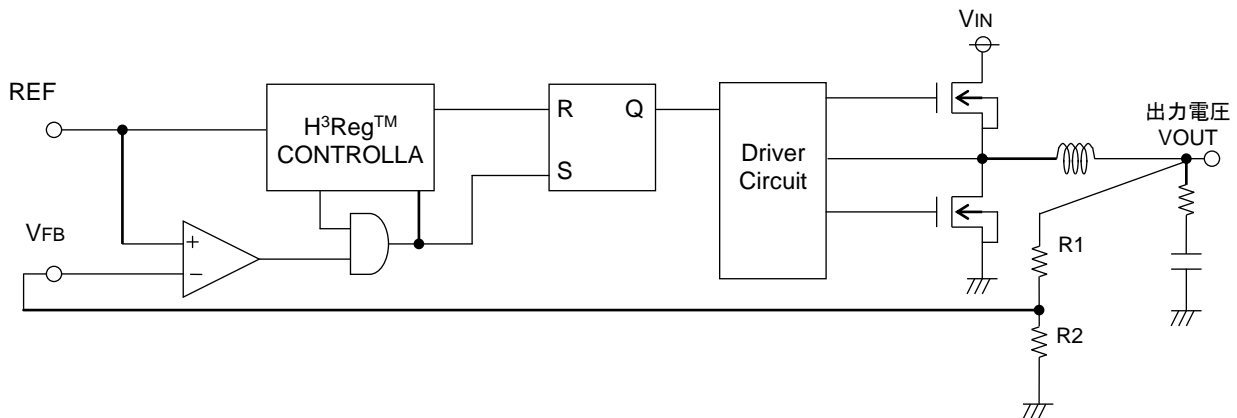 VIN
REF
H³Reg™
CONTROLLA
R
Q
S
Driver
Circuit
出力電圧
VOUT
VFB
+
−
R1
R2